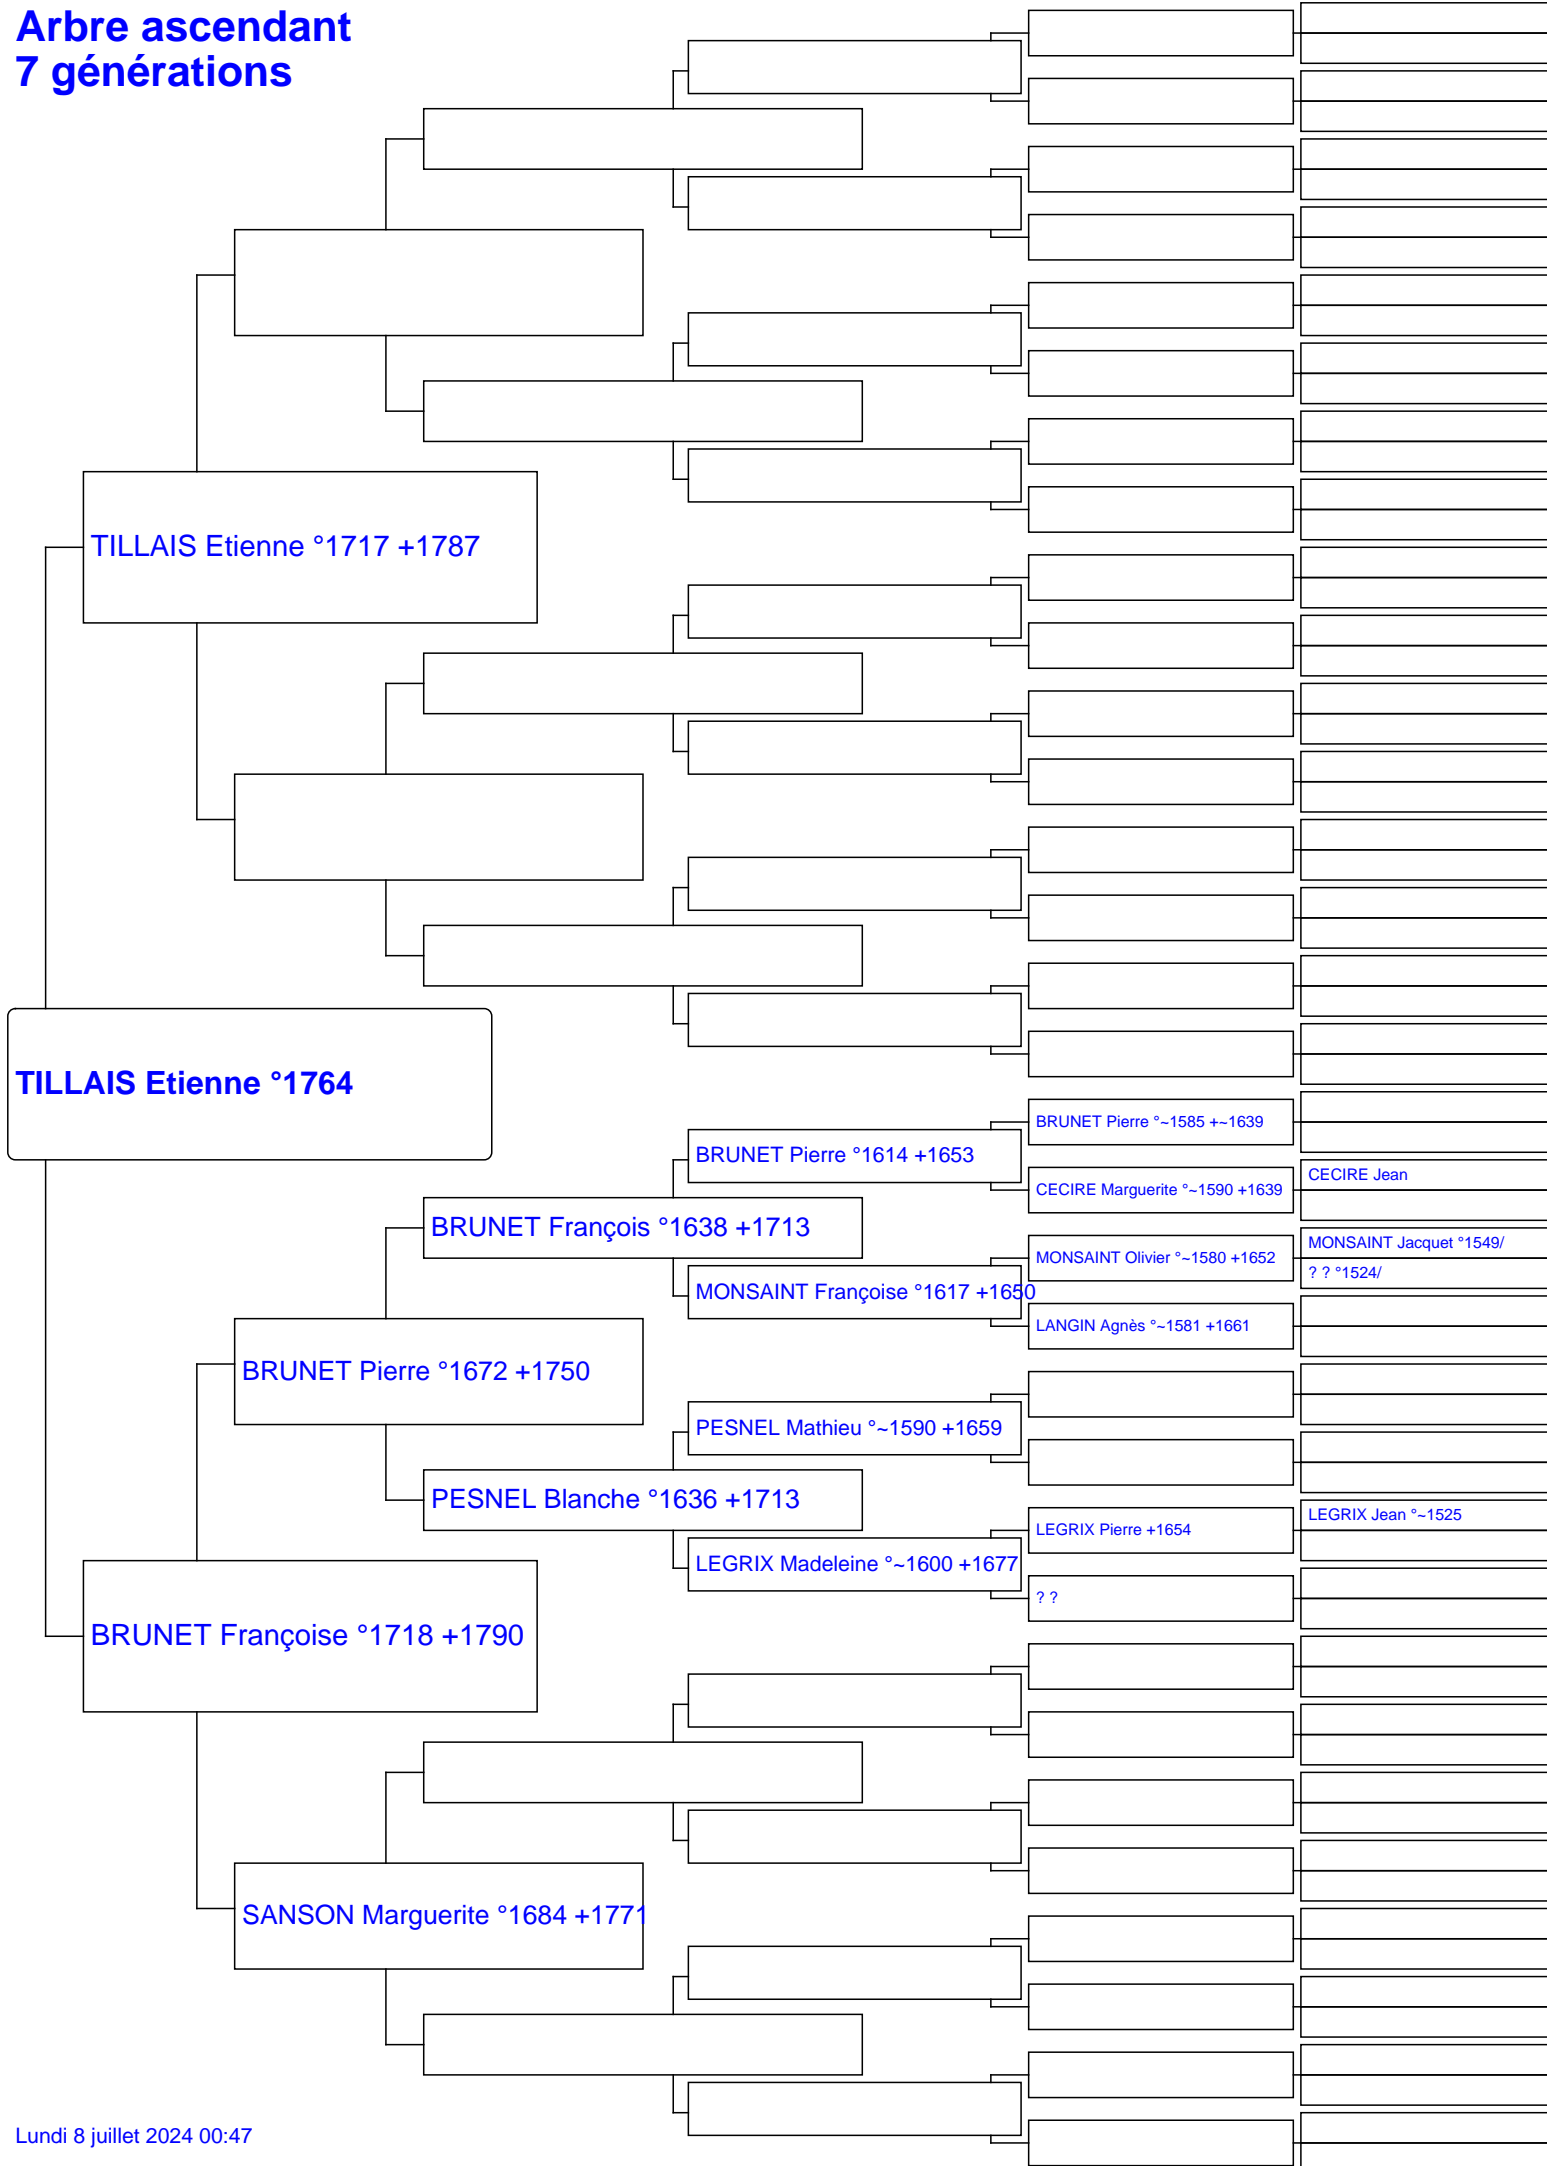 Arbre ascendant
7 générations
TILLAIS Etienne °1717 +1787
TILLAIS Etienne °1764
BRUNET Pierre °~1585 +~1639
BRUNET Pierre °1614 +1653
CECIRE Jean
CECIRE Marguerite °~1590 +1639
BRUNET François °1638 +1713
MONSAINT Jacquet °1549/
MONSAINT Olivier °~1580 +1652
? ? °1524/
MONSAINT Françoise °1617 +1650
LANGIN Agnès °~1581 +1661
BRUNET Pierre °1672 +1750
PESNEL Mathieu °~1590 +1659
PESNEL Blanche °1636 +1713
LEGRIX Jean °~1525
LEGRIX Pierre +1654
LEGRIX Madeleine °~1600 +1677
? ?
BRUNET Françoise °1718 +1790
SANSON Marguerite °1684 +1771
Lundi 8 juillet 2024 00:47